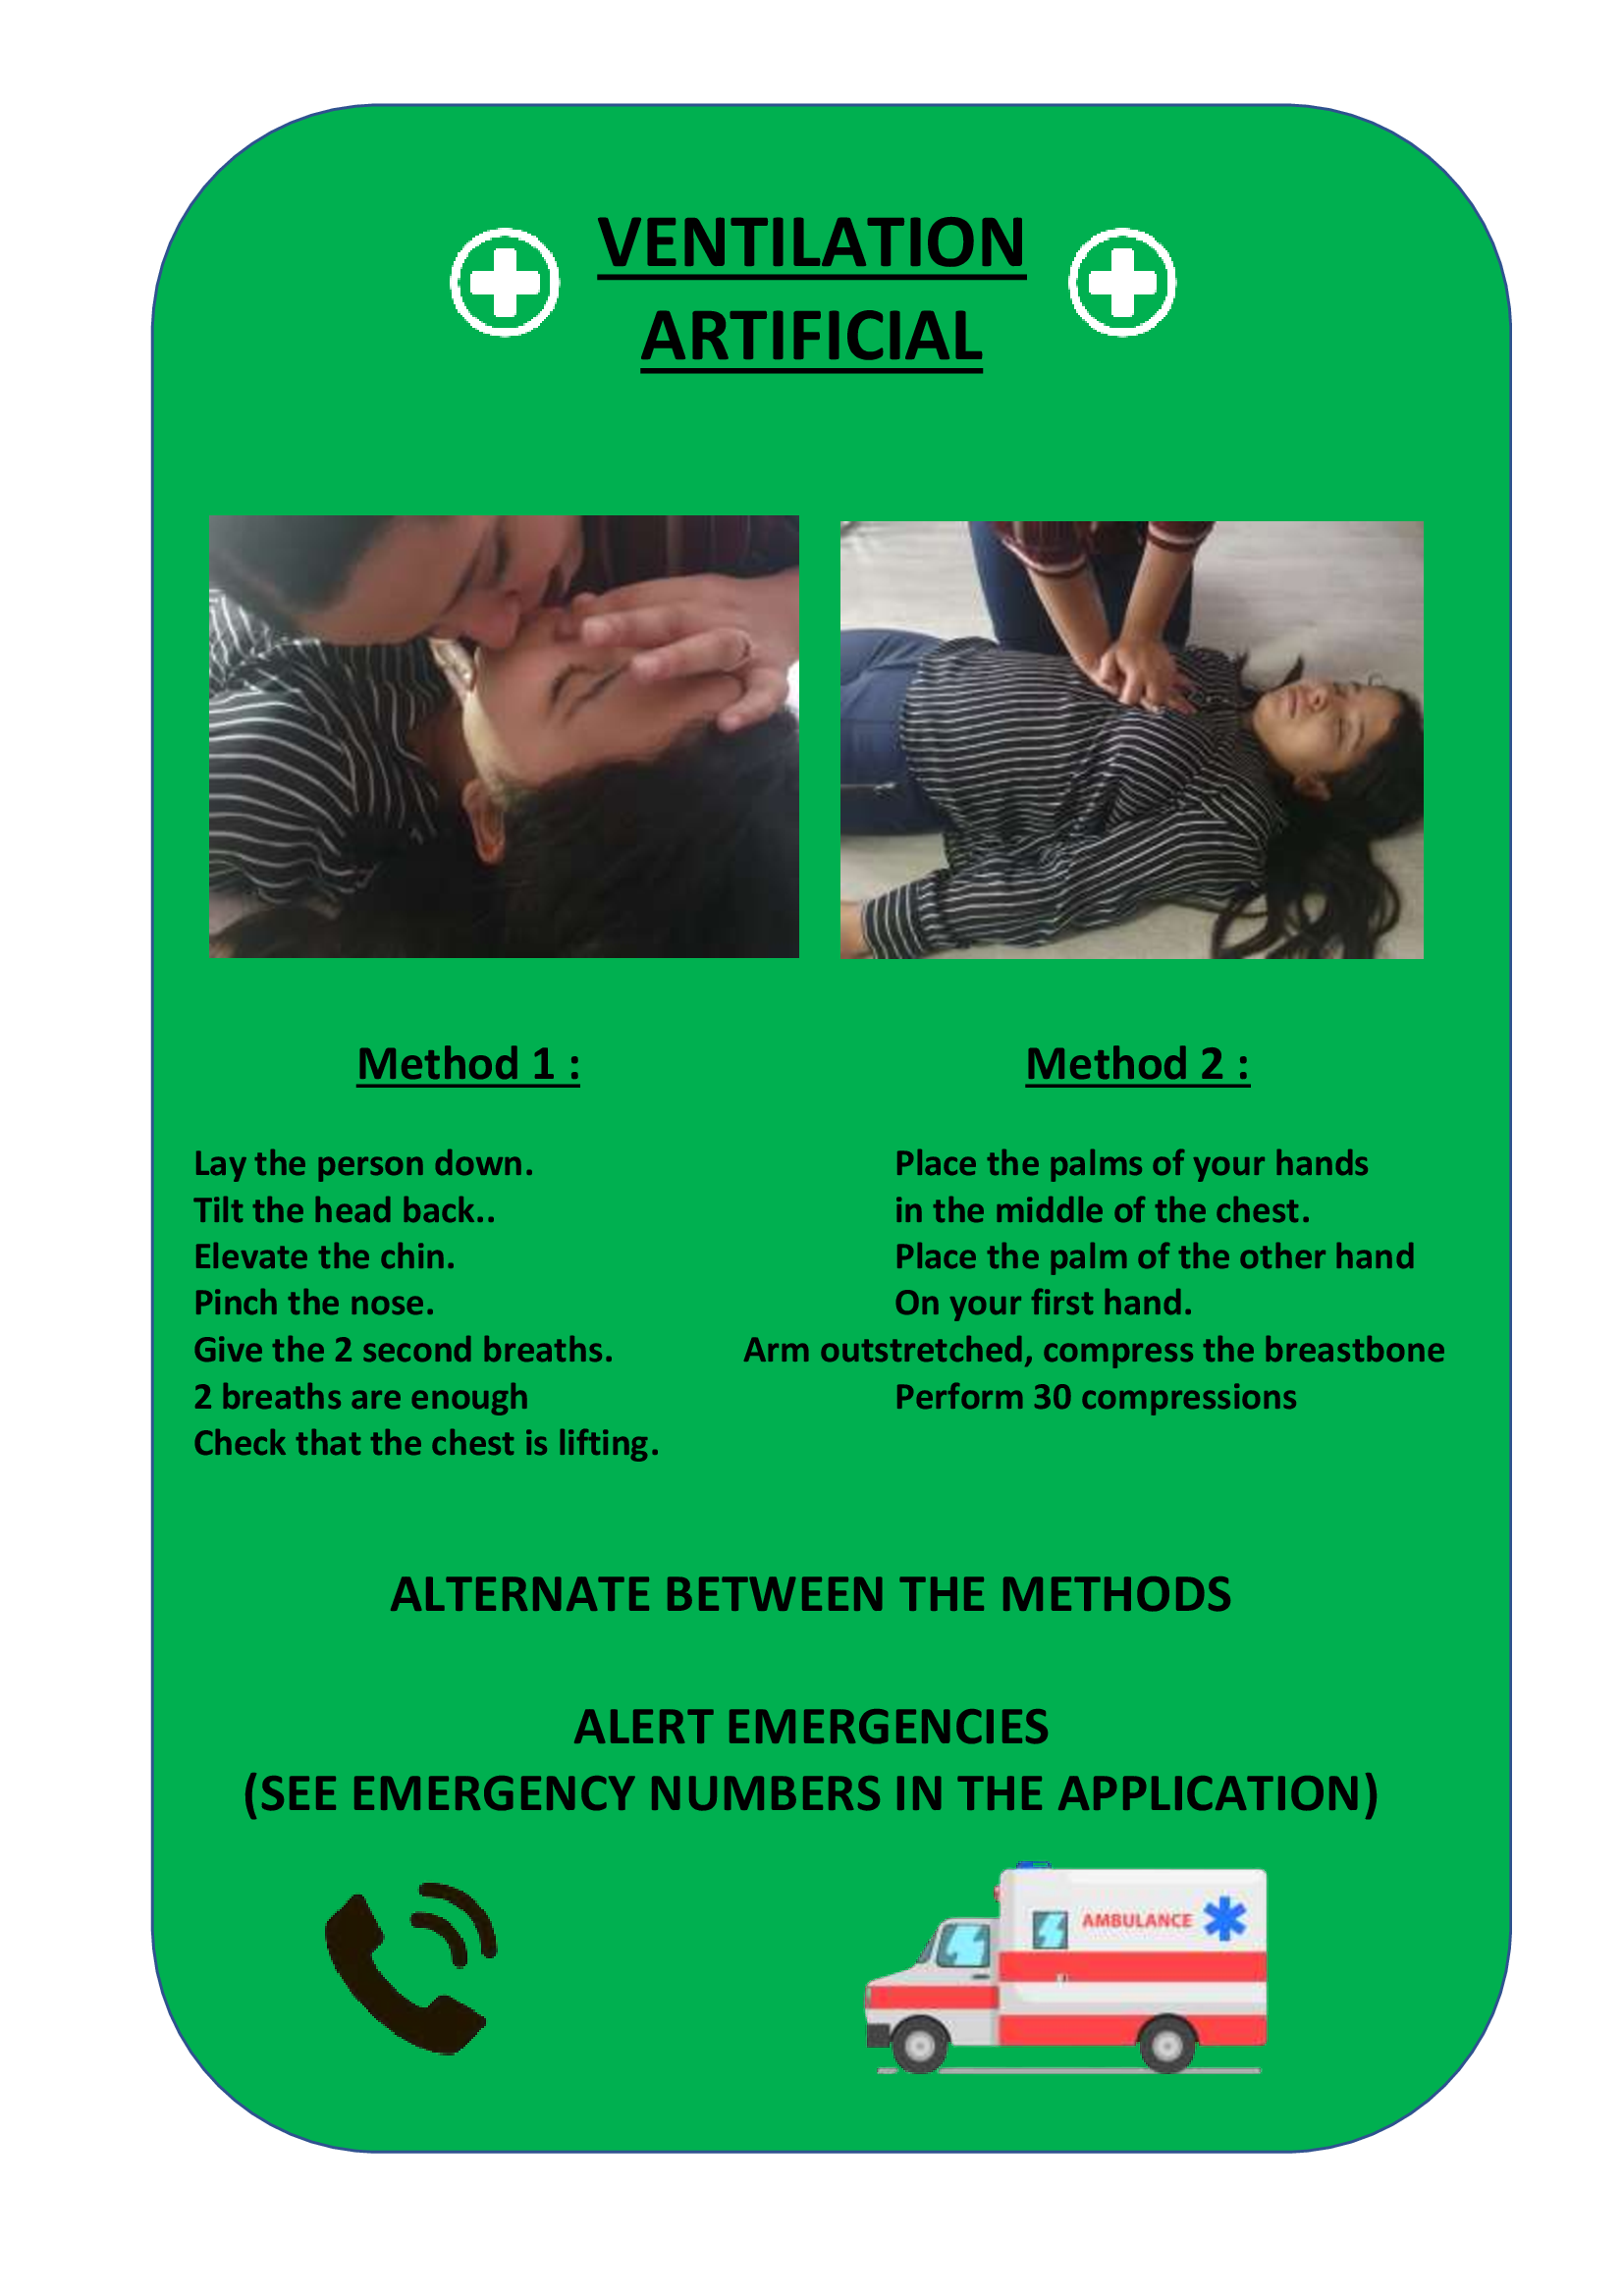 VENTILATION
ARTIFICIAL
Method 1 :
Lay the person down.
Tilt the head back..
Elevate the chin.
Pinch the nose.
Give the 2 second breaths.
2 breaths are enough
Check that the chest is lifting.
Method 2 :
Place the palms of your hands
in the middle of the chest.
Place the palm of the other hand
On your first hand.
Arm outstretched, compress the breastbone
Perform 30 compressions
ALTERNATE BETWEEN THE METHODS
ALERT EMERGENCIES
(SEE EMERGENCY NUMBERS IN THE APPLICATION)
AMBULANCE